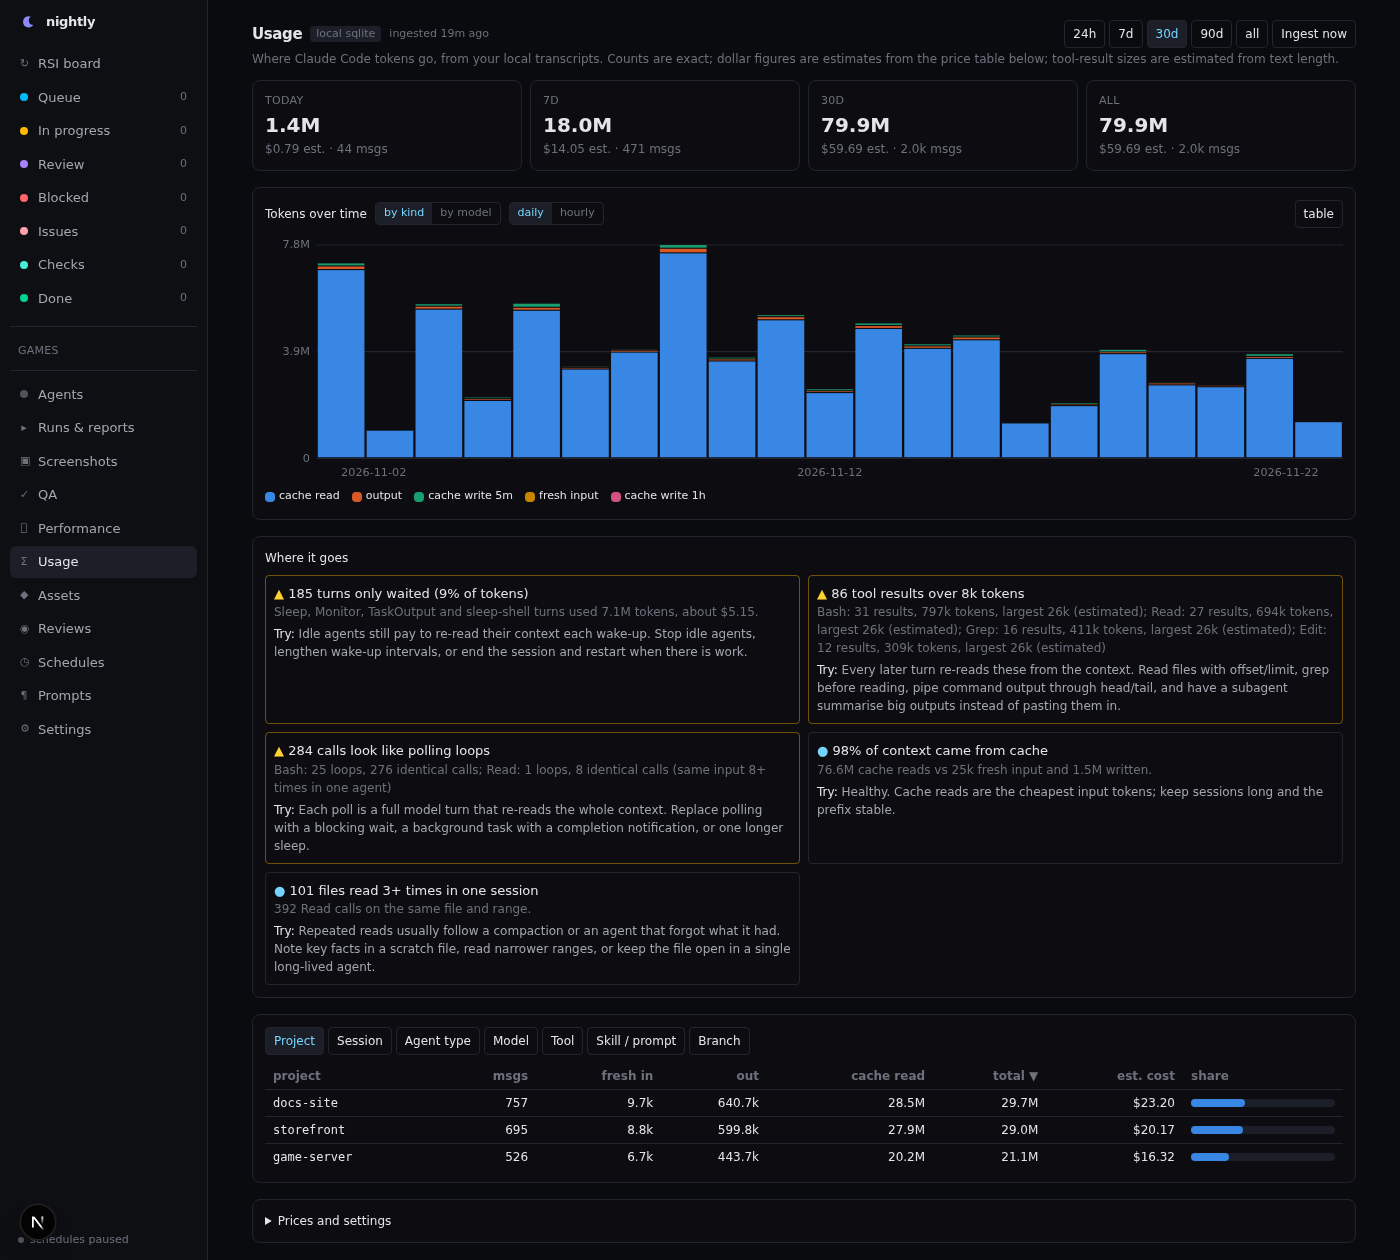 nightly
RSI board
Queue 0
In progress 0
Review 0
Blocked 0
Issues 0
Checks 0
Done 0
GAMES
Agents
Runs & reports
Screenshots
QA
Performance
Usage
Assets
Reviews
Schedules
Prompts
Settings
schedules paused
Usage local sqlite ingested 19m ago
24h 7d 30d 90d all Ingest now
Where Claude Code tokens go, from your local transcripts. Counts are exact; dollar figures are estimates from the price table below; tool-result sizes are estimated from text length.
TODAY
1.4M
$0.79 est. · 44 msgs
7D
18.0M
$14.05 est. · 471 msgs
30D
79.9M
$59.69 est. · 2.0k msgs
ALL
79.9M
$59.69 est. · 2.0k msgs
Tokens over time by kind by model daily hourly table
7.8M
3.9M
0
2026-11-02 2026-11-12 2026-11-22
cache read output cache write 5m fresh input cache write 1h
Where it goes
185 turns only waited (9% of tokens)
Sleep, Monitor, TaskOutput and sleep-shell turns used 7.1M tokens, about $5.15.
Try: Idle agents still pay to re-read their context each wake-up. Stop idle agents,
lengthen wake-up intervals, or end the session and restart when there is work.
86 tool results over 8k tokens
Bash: 31 results, 797k tokens, largest 26k (estimated); Read: 27 results, 694k tokens,
largest 26k (estimated); Grep: 16 results, 411k tokens, largest 26k (estimated); Edit:
12 results, 309k tokens, largest 26k (estimated)
Try: Every later turn re-reads these from the context. Read files with offset/limit, grep
before reading, pipe command output through head/tail, and have a subagent
summarise big outputs instead of pasting them in.
284 calls look like polling loops
Bash: 25 loops, 276 identical calls; Read: 1 loops, 8 identical calls (same input 8+
times in one agent)
Try: Each poll is a full model turn that re-reads the whole context. Replace polling
with a blocking wait, a background task with a completion notification, or one longer
sleep.
98% of context came from cache
76.6M cache reads vs 25k fresh input and 1.5M written.
Try: Healthy. Cache reads are the cheapest input tokens; keep sessions long and the
prefix stable.
101 files read 3+ times in one session
392 Read calls on the same file and range.
Try: Repeated reads usually follow a compaction or an agent that forgot what it had.
Note key facts in a scratch file, read narrower ranges, or keep the file open in a single
long-lived agent.
Project Session Agent type Model Tool Skill / prompt Branch
project msgs fresh in out cache read total ▼ est. cost share
docs-site 757 9.7k 640.7k 28.5M 29.7M $23.20
storefront 695 8.8k 599.8k 27.9M 29.0M $20.17
game-server 526 6.7k 443.7k 20.2M 21.1M $16.32
Prices and settings